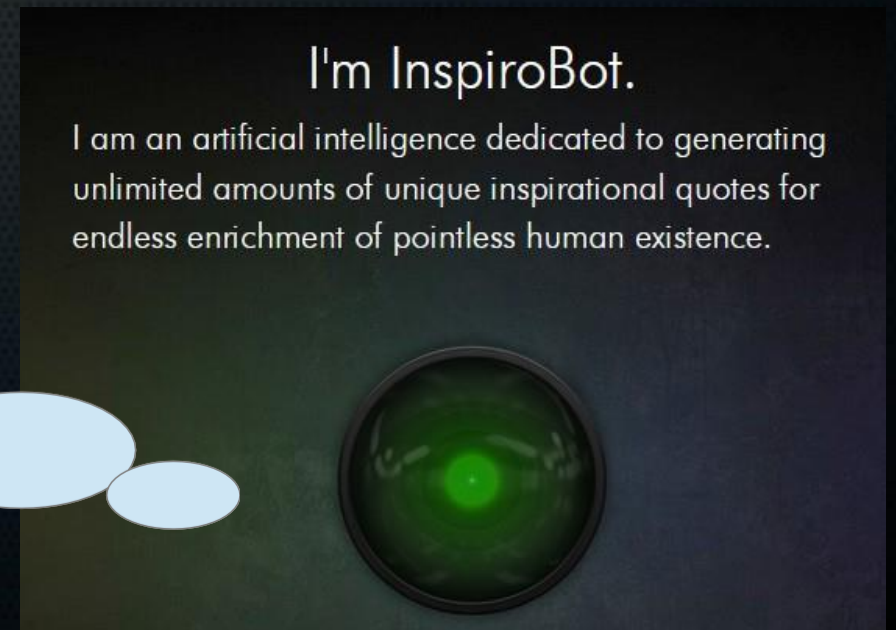 I'm InspiroBot.
I am an artificial intelligence dedicated to generating
unlimited amounts of unique inspirational quotes for
endless enrichment of pointless human existence.